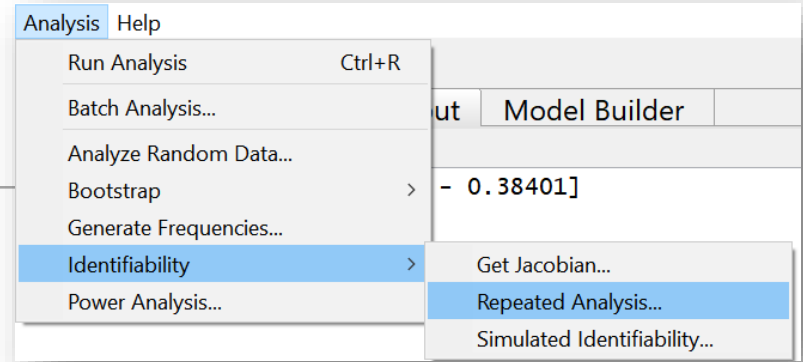 Analysis Help
Run Analysis Ctrl+R
Batch Analysis...
ut Model Builder
Analyze Random Data...
Bootstrap
- 0.38401]
Generate Frequencies...
Identifiability
Get Jacobian...
Power Analysis...
Repeated Analysis...
Simulated Identifiability...